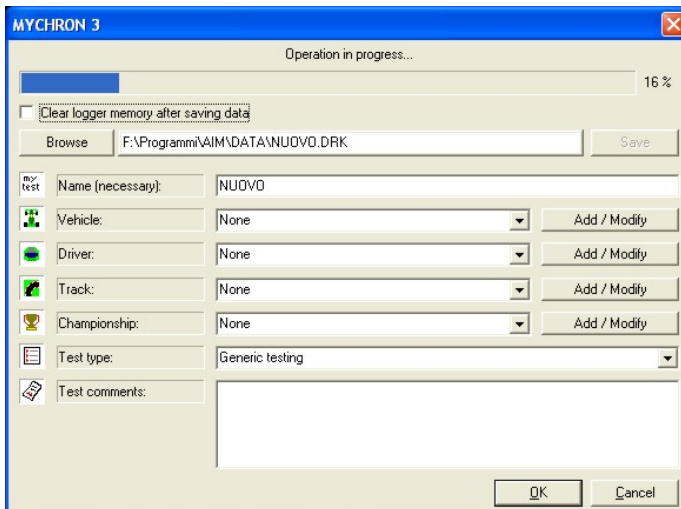 MYCHRON 3
Operation in progress...
16 %
Clear logger memory after saving data
Browse F:\Programmi\AIM\DATA\NUOVO.DRK Save
my test Name (necessary): NUOVO
Vehicle: None Add / Modify
Driver: None Add / Modify
Track: None Add / Modify
Championship: None Add / Modify
Test type: Generic testing
Test comments:
OK Cancel